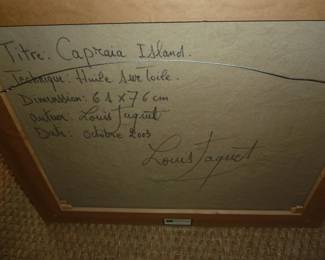 Titre: Capraia Island.
Technique: Huile sur Toile.
Dimension: 61 x 76 cm
Auteur: Louis Jaquet
Date: Octobre 2003
Louis Jaquet